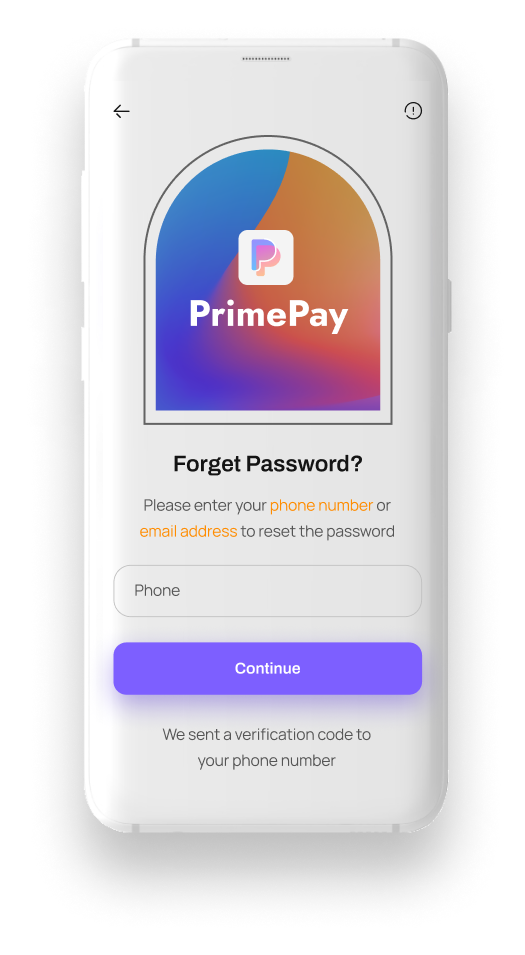 PrimePay
Forget Password?
Please enter your phone number or
email address to reset the password
Phone
Continue
We sent a verification code to
your phone number